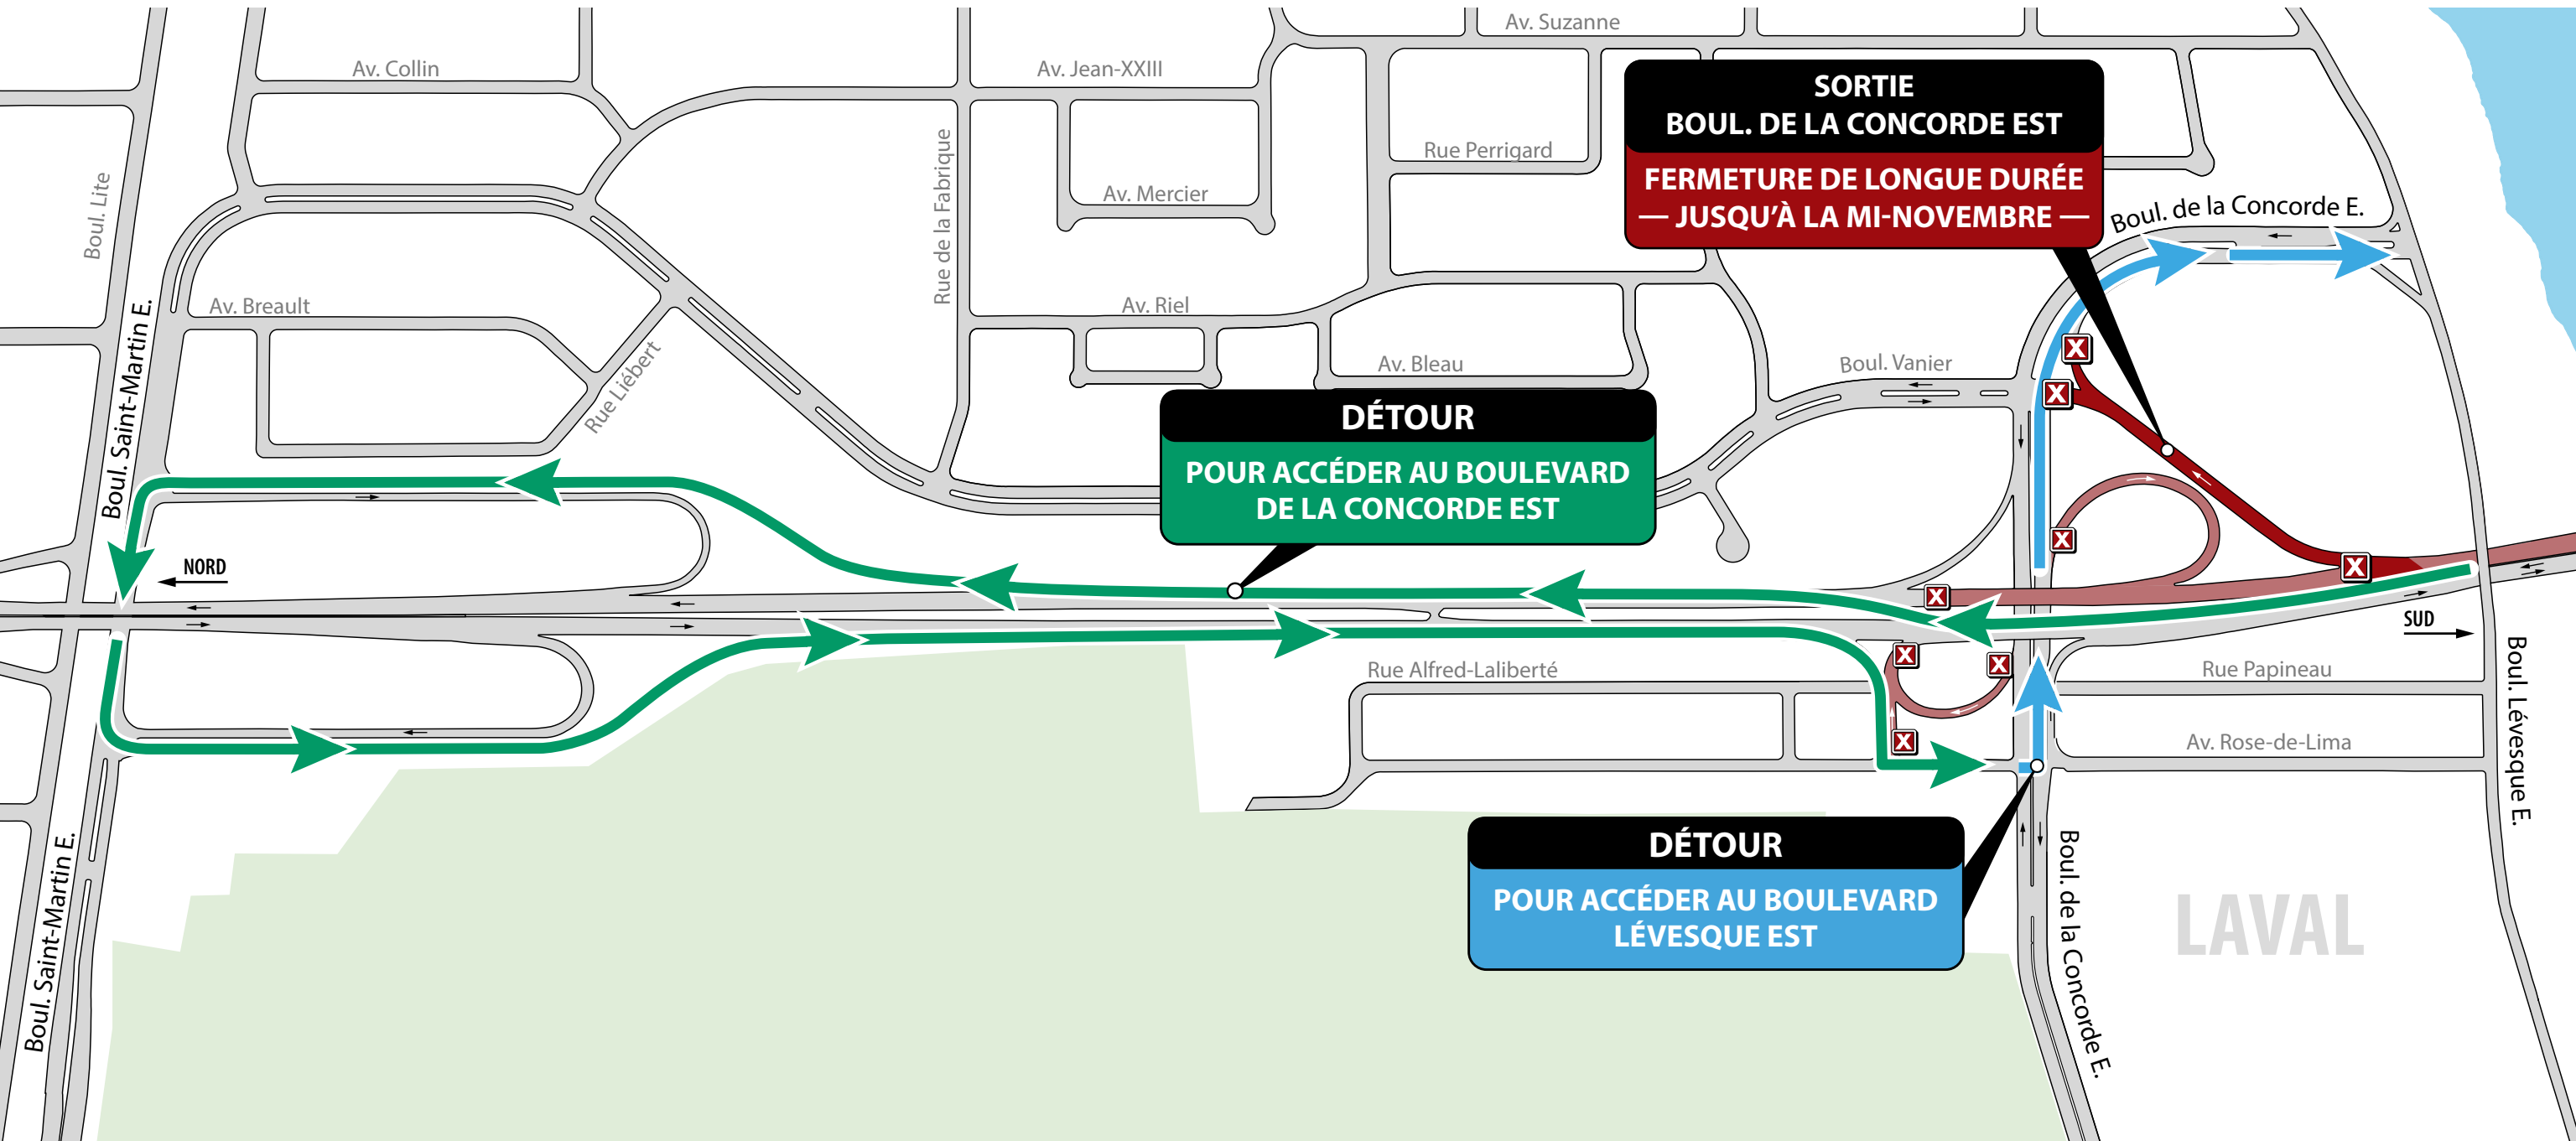 Av. Suzanne
Av. Collin
Av. Jean-XXIII
SORTIE
BOUL. DE LA CONCORDE EST
FERMETURE DE LONGUE DURÉE
— JUSQU'À LA MI-NOVEMBRE —
Rue Perrigard
Av. Mercier
Rue de la Fabrique
Boul. Lite
Boul. de la Concorde E.
Av. Breault
Av. Riel
Boul. Saint-Martin E.
Rue Liébert
Av. Bleau
Boul. Vanier
X
X
DÉTOUR
POUR ACCÉDER AU BOULEVARD
DE LA CONCORDE EST
X
X
NORD
X
SUD
X
X
Rue Alfred-Laliberté
Rue Papineau
Boul. Lévesque E.
X
Av. Rose-de-Lima
DÉTOUR
POUR ACCÉDER AU BOULEVARD
LÉVESQUE EST
Boul. Saint-Martin E.
Boul. de la Concorde E.
LAVAL